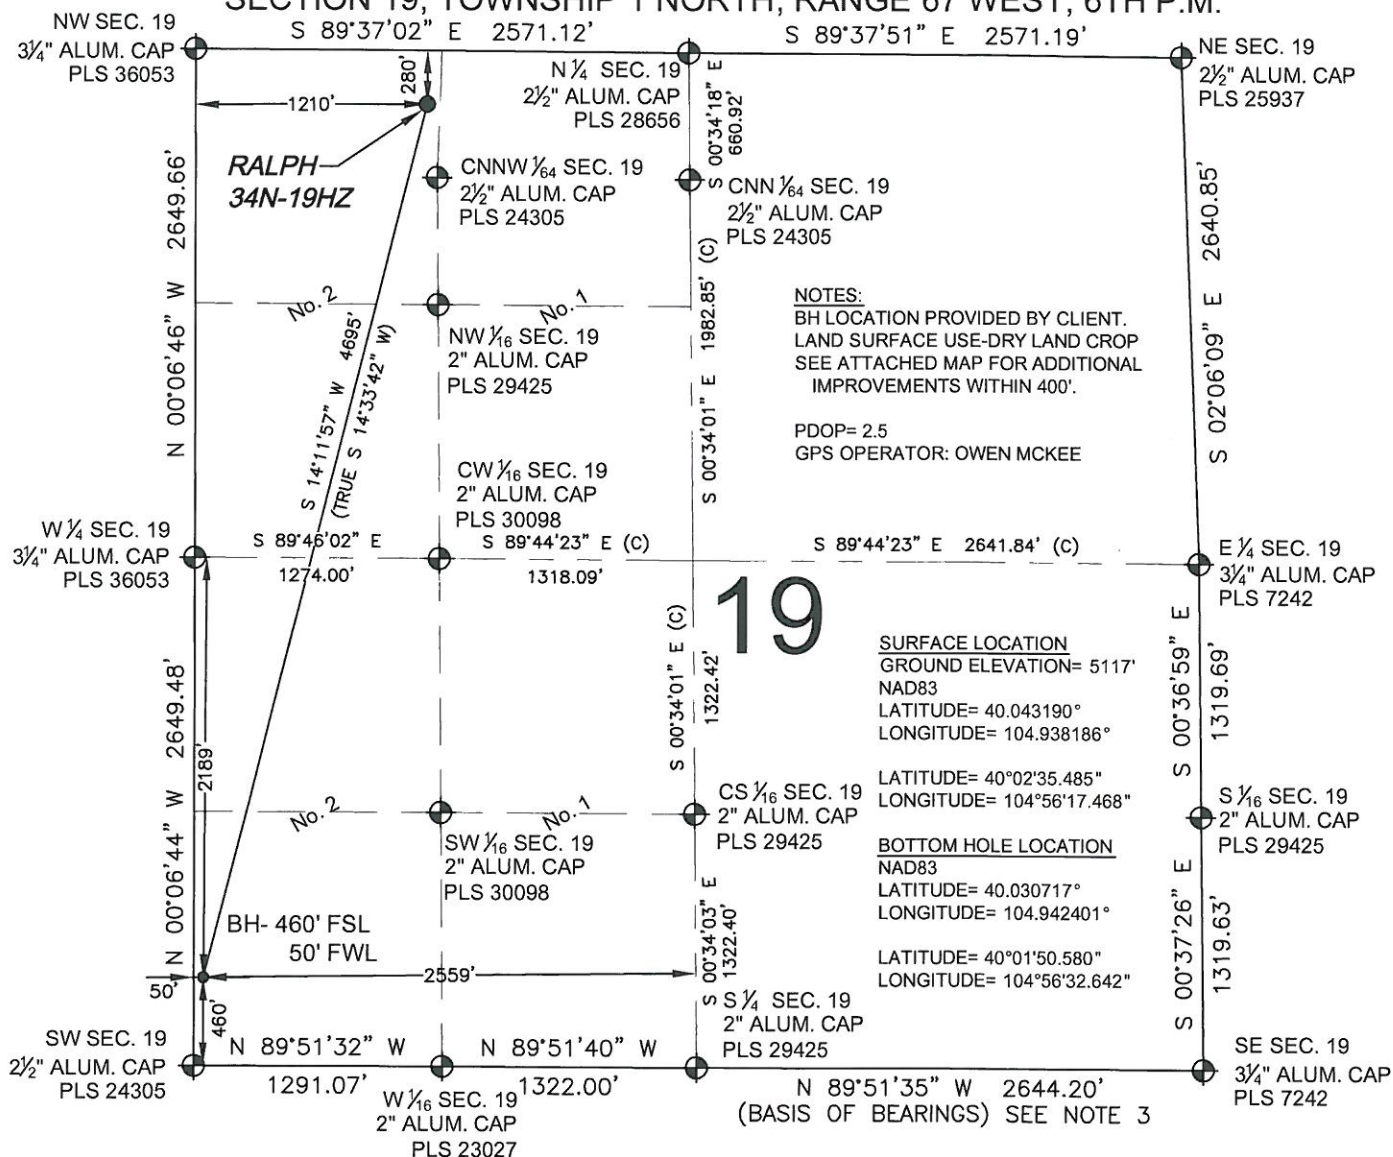 SECTION 19, TOWNSHIP 1 NORTH, RANGE 67 WEST, 6TH P.M.
NW SEC. 19
3¼" ALUM. CAP
PLS 36053
S 89°37'02" E 2571.12'
S 89°37'51" E 2571.19'
NE SEC. 19
2½" ALUM. CAP
PLS 25937
N ¼ SEC. 19
2½" ALUM. CAP
PLS 28656
280'
1210'
S 00°34'18" E
660.92'
RALPH
34N-19HZ
CNNW 1/64 SEC. 19
2½" ALUM. CAP
PLS 24305
CNN 1/64 SEC. 19
2½" ALUM. CAP
PLS 24305
N 00°06'46" W 2649.66'
S 02°06'09" E 2640.85'
S 00°34'01" E 1982.85' (C)
No. 2
No. 1
NW 1/16 SEC. 19
2" ALUM. CAP
PLS 29425
S 14°11'57" W 4695'
(TRUE S 14°33'42" W)
NOTES:
BH LOCATION PROVIDED BY CLIENT.
LAND SURFACE USE-DRY LAND CROP
SEE ATTACHED MAP FOR ADDITIONAL
IMPROVEMENTS WITHIN 400'.
PDOP= 2.5
GPS OPERATOR: OWEN MCKEE
CW 1/16 SEC. 19
2" ALUM. CAP
PLS 30098
W ¼ SEC. 19
3¼" ALUM. CAP
PLS 36053
S 89°46'02" E
1274.00'
S 89°44'23" E (C)
1318.09'
S 89°44'23" E 2641.84' (C)
E ¼ SEC. 19
3¼" ALUM. CAP
PLS 7242
19
N 00°06'44" W 2649.48'
2189'
S 00°34'01" E (C)
1322.42'
SURFACE LOCATION
GROUND ELEVATION= 5117'
NAD83
LATITUDE= 40.043190°
LONGITUDE= 104.938186°
LATITUDE= 40°02'35.485"
LONGITUDE= 104°56'17.468"
S 00°36'59" E
1319.69'
No. 2
No. 1
SW 1/16 SEC. 19
2" ALUM. CAP
PLS 30098
CS 1/16 SEC. 19
2" ALUM. CAP
PLS 29425
S 1/16 SEC. 19
2" ALUM. CAP
PLS 29425
BOTTOM HOLE LOCATION
NAD83
LATITUDE= 40.030717°
LONGITUDE= 104.942401°
LATITUDE= 40°01'50.580"
LONGITUDE= 104°56'32.642"
BH- 460' FSL
50' FWL
50'
2559'
460'
S 00°34'03" E
1322.40'
S 00°37'26" E
1319.63'
S ¼ SEC. 19
2" ALUM. CAP
PLS 29425
SW SEC. 19
2½" ALUM. CAP
PLS 24305
N 89°51'32" W
1291.07'
N 89°51'40" W
1322.00'
W 1/16 SEC. 19
2" ALUM. CAP
PLS 23027
N 89°51'35" W 2644.20'
(BASIS OF BEARINGS) SEE NOTE 3
SE SEC. 19
3¼" ALUM. CAP
PLS 7242